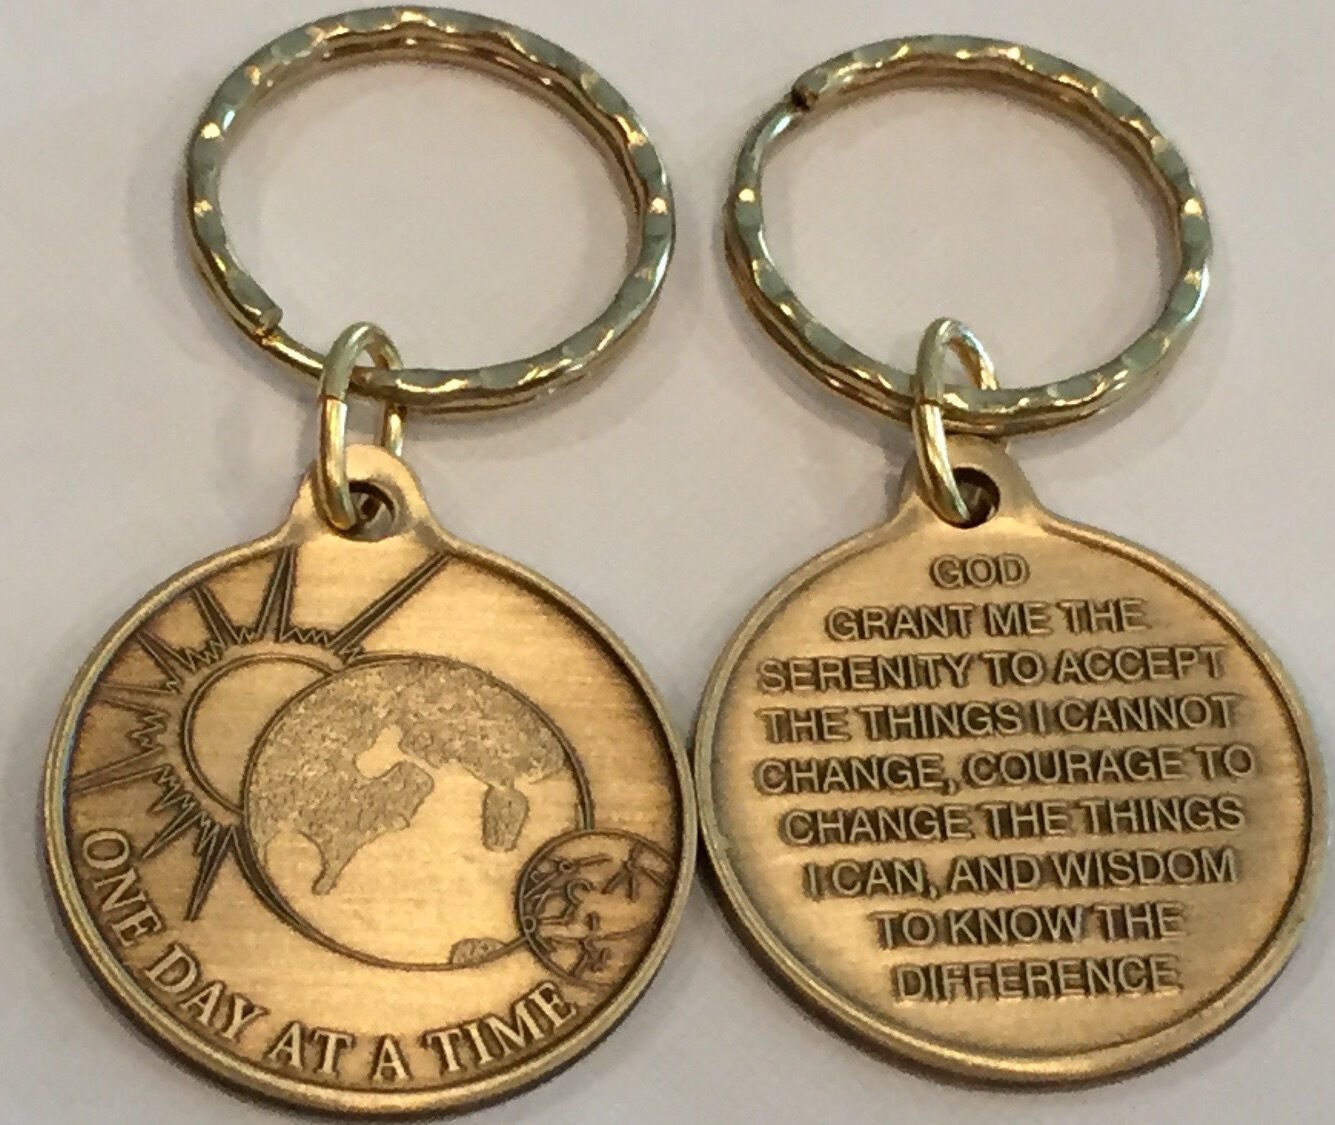 ONE DAY AT A TIME
GOD
GRANT ME THE
SERENITY TO ACCEPT
THE THINGS I CANNOT
CHANGE, COURAGE TO
CHANGE THE THINGS
I CAN, AND WISDOM
TO KNOW THE
DIFFERENCE